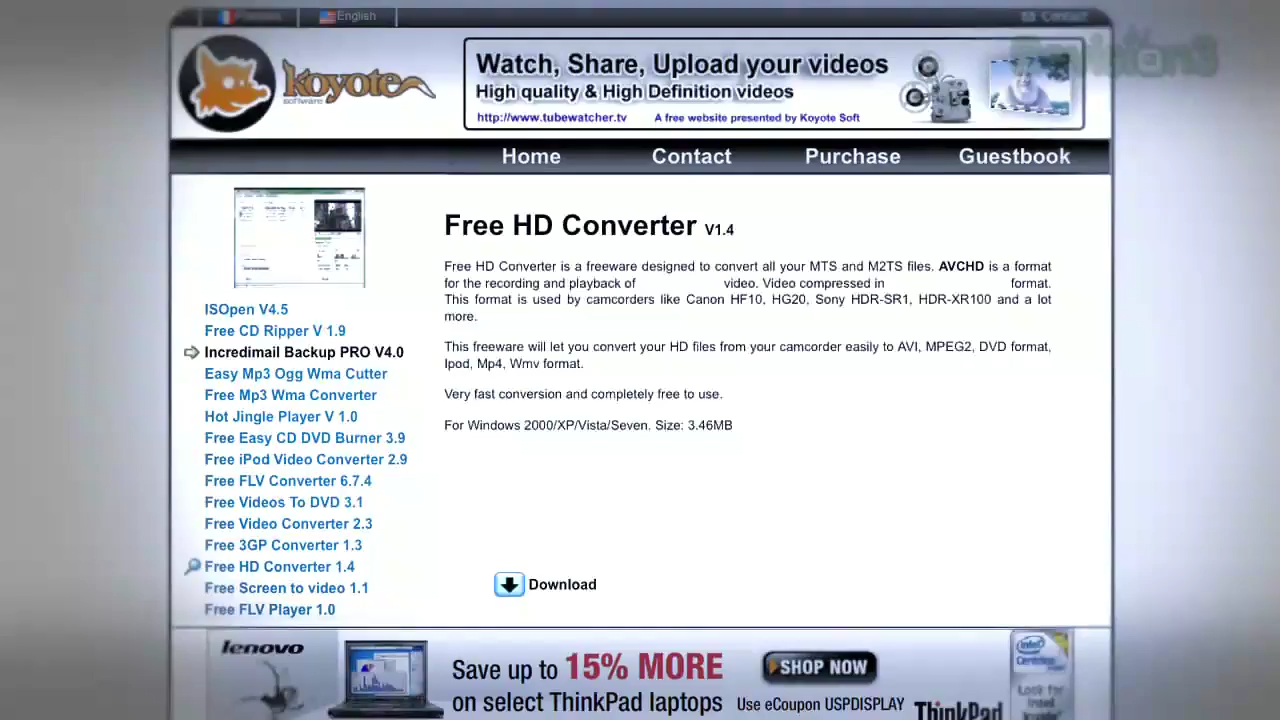 English
Contact
koyote
software
Watch, Share, Upload your videos
High quality & High Definition videos
http://www.tubewatcher.tv A free website presented by Koyote Soft
Home Contact Purchase Guestbook
ISOpen V4.5
Free CD Ripper V 1.9
Incredimail Backup PRO V4.0
Easy Mp3 Ogg Wma Cutter
Free Mp3 Wma Converter
Hot Jingle Player V 1.0
Free Easy CD DVD Burner 3.9
Free iPod Video Converter 2.9
Free FLV Converter 6.7.4
Free Videos To DVD 3.1
Free Video Converter 2.3
Free 3GP Converter 1.3
Free HD Converter 1.4
Free Screen to video 1.1
Free FLV Player 1.0
Free HD Converter V1.4
Free HD Converter is a freeware designed to convert all your MTS and M2TS files. AVCHD is a format
for the recording and playback of video. Video compressed in format.
This format is used by camcorders like Canon HF10, HG20, Sony HDR-SR1, HDR-XR100 and a lot
more.
This freeware will let you convert your HD files from your camcorder easily to AVI, MPEG2, DVD format,
Ipod, Mp4, Wmv format.
Very fast conversion and completely free to use.
For Windows 2000/XP/Vista/Seven. Size: 3.46MB
Download
lenovo
Save up to 15% MORE
on select ThinkPad laptops
SHOP NOW
Use eCoupon USPDISPLAY
ThinkPad
Look for
Intel